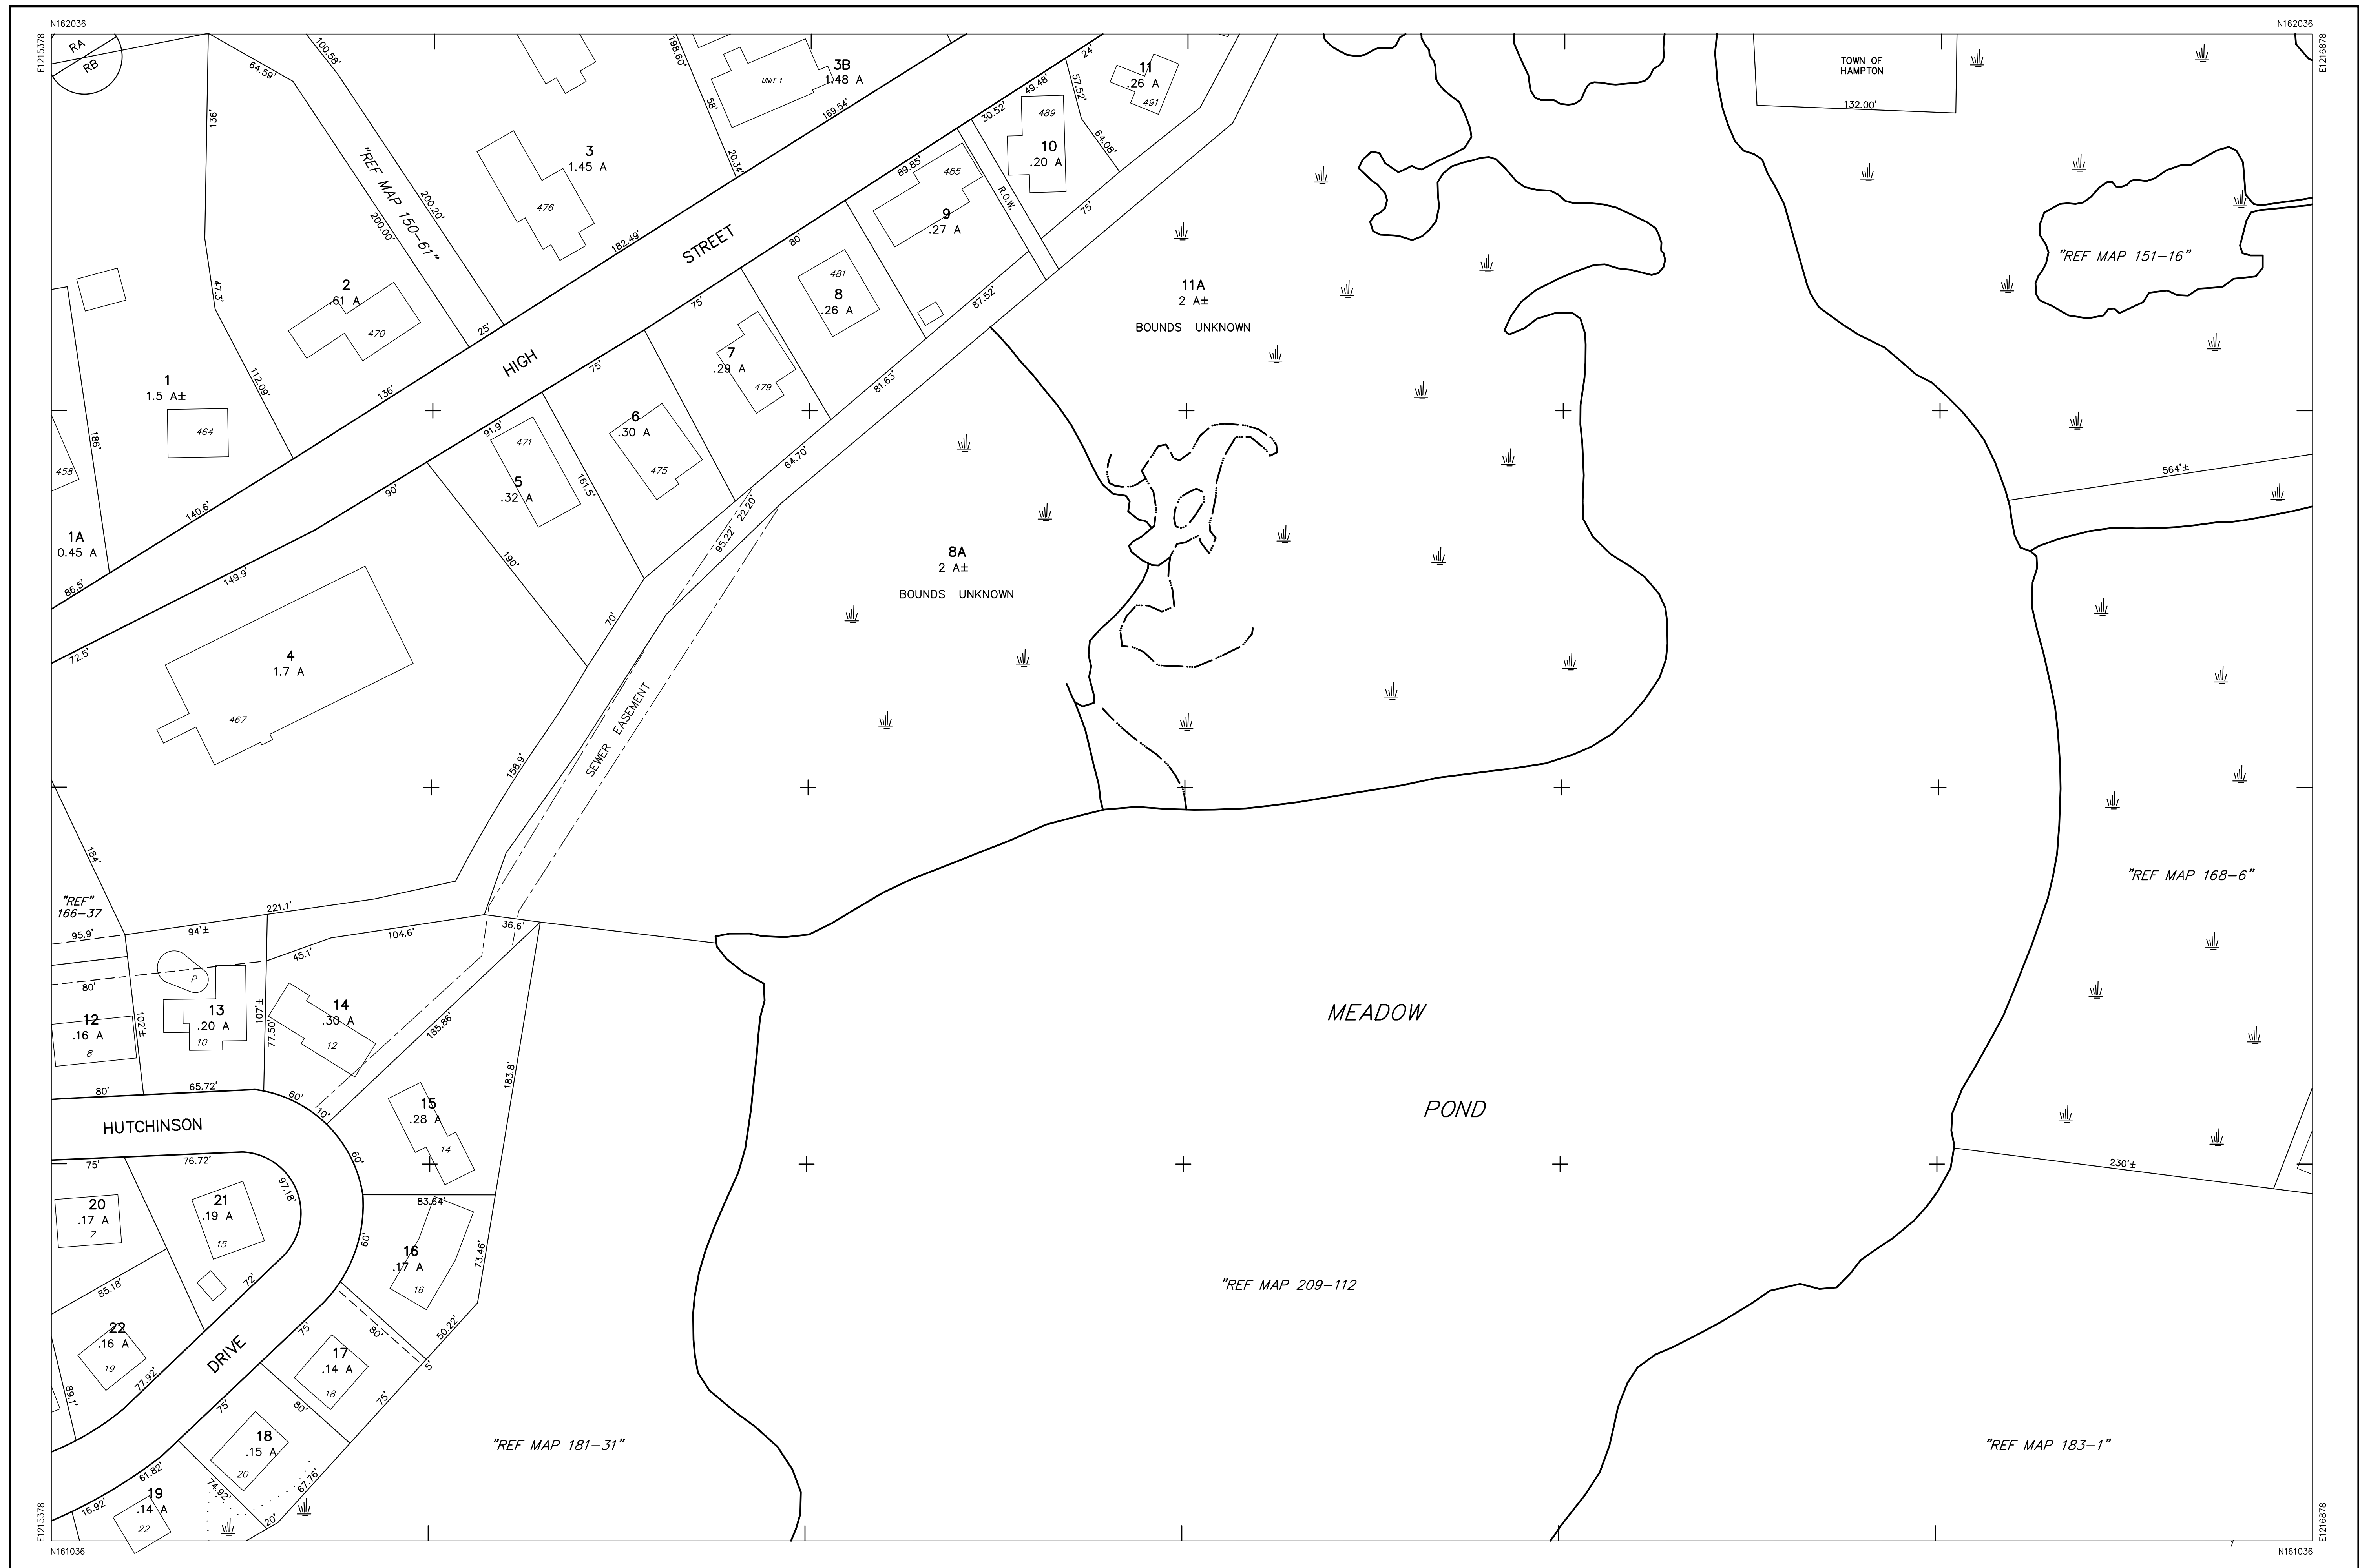 N162036
N162036
E1215378
E1216878
RA
RB
64.59'
100.58'
198.60'
UNIT 1
3B
1.48 A
58'
169.54'
20.34'
24'
49.48'
57.52'
11
.26 A
491
30.52'
489
10
.20 A
64.08'
TOWN OF
HAMPTON
132.00'
136'
"REF MAP 150-61"
200.20'
200.00'
3
1.45 A
476
182.49'
STREET
89.85'
485
R.O.W.
9
.27 A
75'
80'
"REF MAP 151-16"
47.3'
2
.61 A
470
25'
481
8
.26 A
87.52'
11A
2 A±
BOUNDS UNKNOWN
75'
HIGH
7
.29 A
479
81.63'
1
1.5 A±
464
112.09'
136'
75'
186'
458
91.9'
471
6
.30 A
475
64.70'
564'±
140.6'
90'
5
.32 A
161.5'
22.20'
95.22'
1A
0.45 A
8A
2 A±
BOUNDS UNKNOWN
86.5'
149.9'
190'
70'
72.5'
4
1.7 A
467
SEWER EASEMENT
158.9'
184'
"REF MAP 168-6"
"REF"
166-37
95.9'
94'±
221.1'
45.1'
104.6'
36.6'
80'
P
12
.16 A
8
102'±
13
.20 A
10
107'±
77.50'
14
.30 A
12
185.86'
MEADOW
80'
65.72'
60'
10'
183.8'
15
.28 A
14
POND
HUTCHINSON
75'
76.72'
60'
97.18'
83.64'
230'±
20
.17 A
7
21
.19 A
15
60'
16
.17 A
16
73.46'
85.18'
72'
"REF MAP 209-112
22
.16 A
19
DRIVE
75'
80'
50.22'
5'
17
.14 A
18
89.1'
77.92'
75'
80'
75'
18
.15 A
20
"REF MAP 181-31"
"REF MAP 183-1"
61.82'
74.92'
67.76'
16.92'
19
.14 A
22
20'
E1215378
E1216878
N161036
N161036